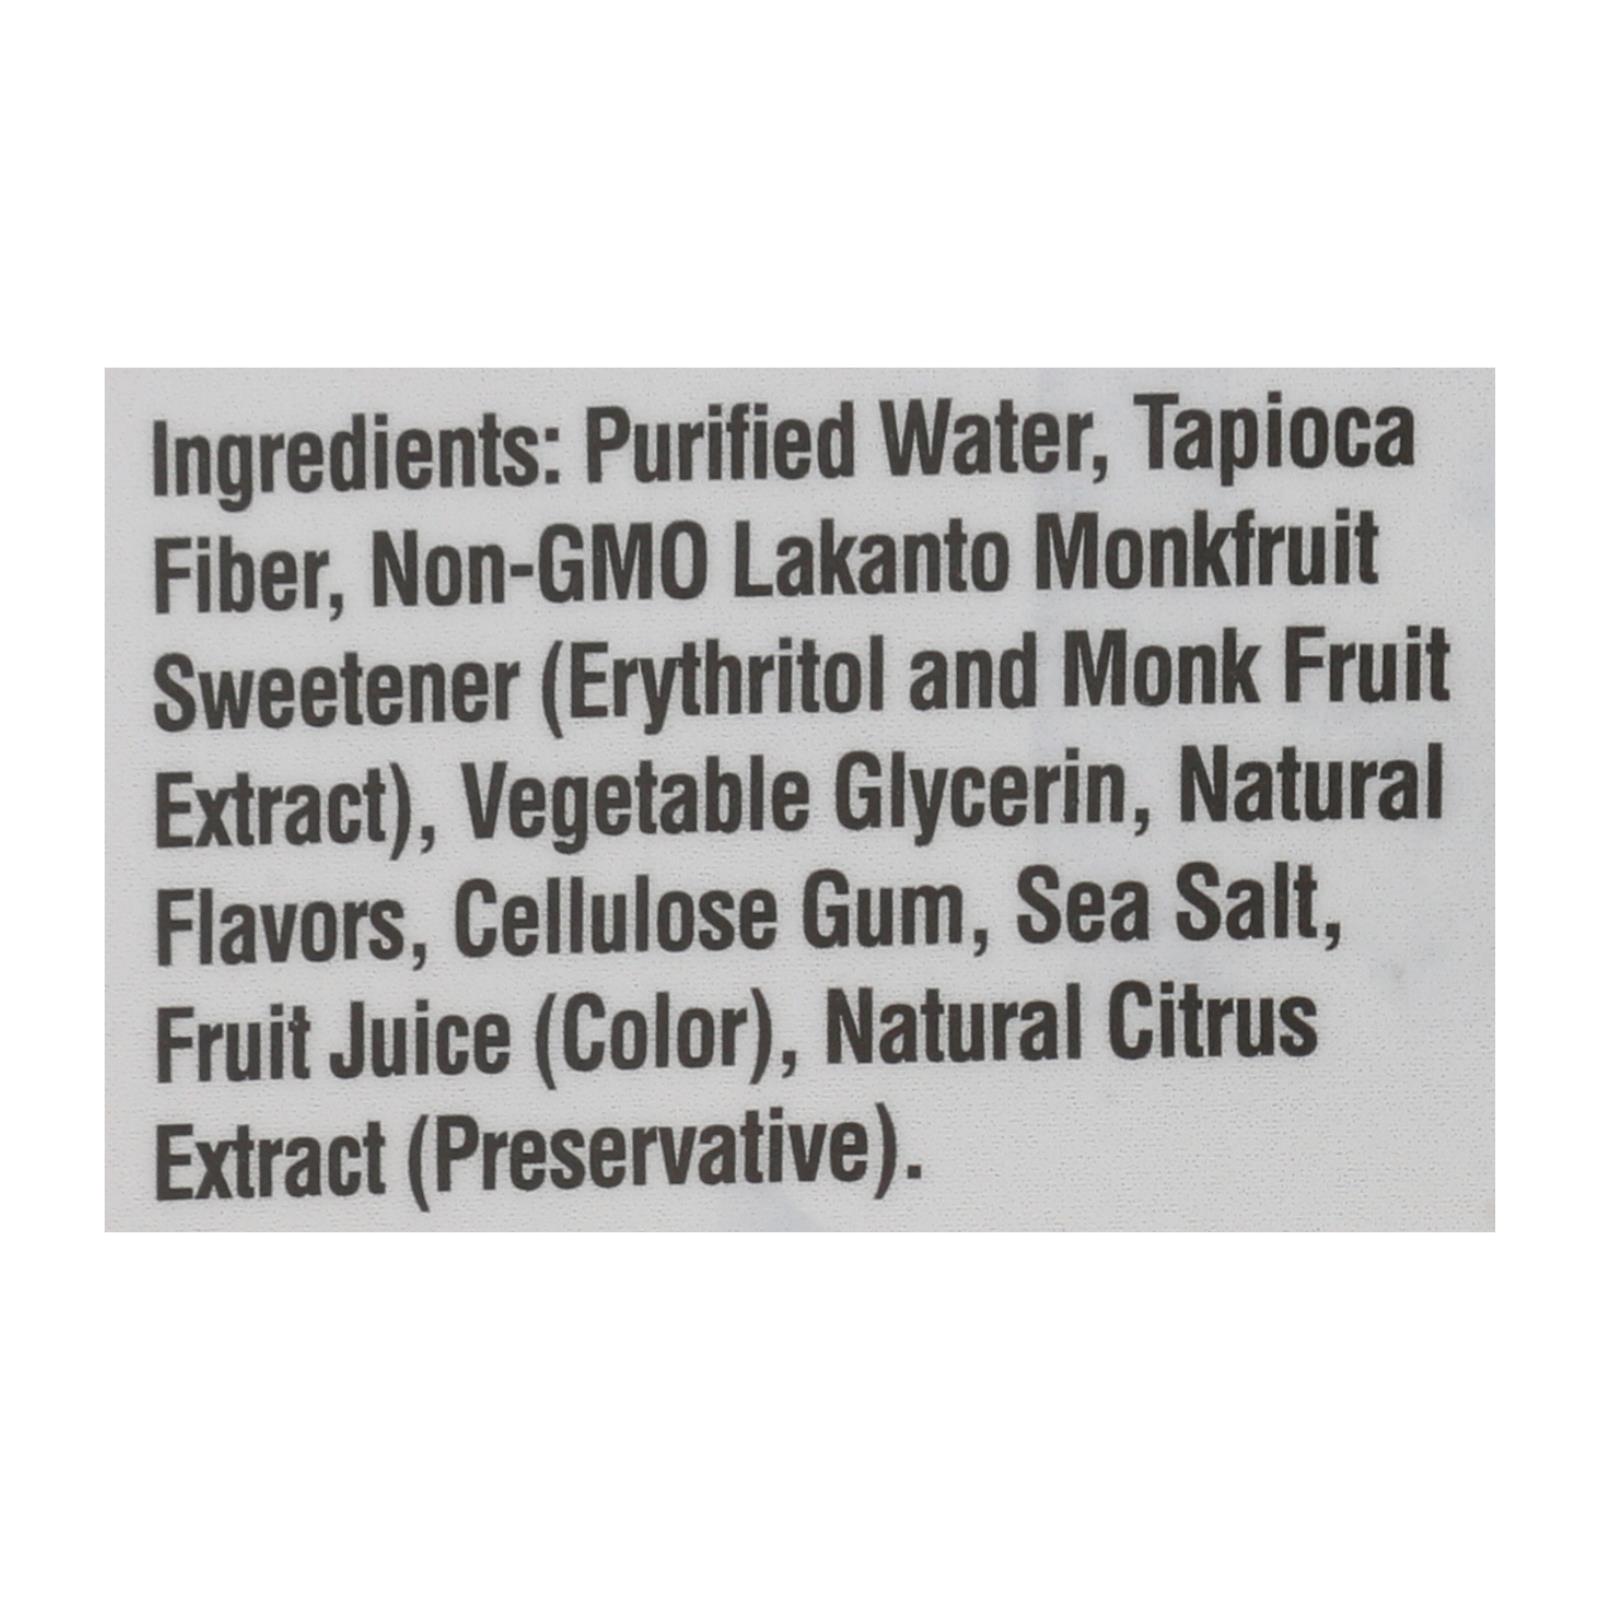 Ingredients: Purified Water, Tapioca
Fiber, Non-GMO Lakanto Monkfruit
Sweetener (Erythritol and Monk Fruit
Extract), Vegetable Glycerin, Natural
Flavors, Cellulose Gum, Sea Salt,
Fruit Juice (Color), Natural Citrus
Extract (Preservative).